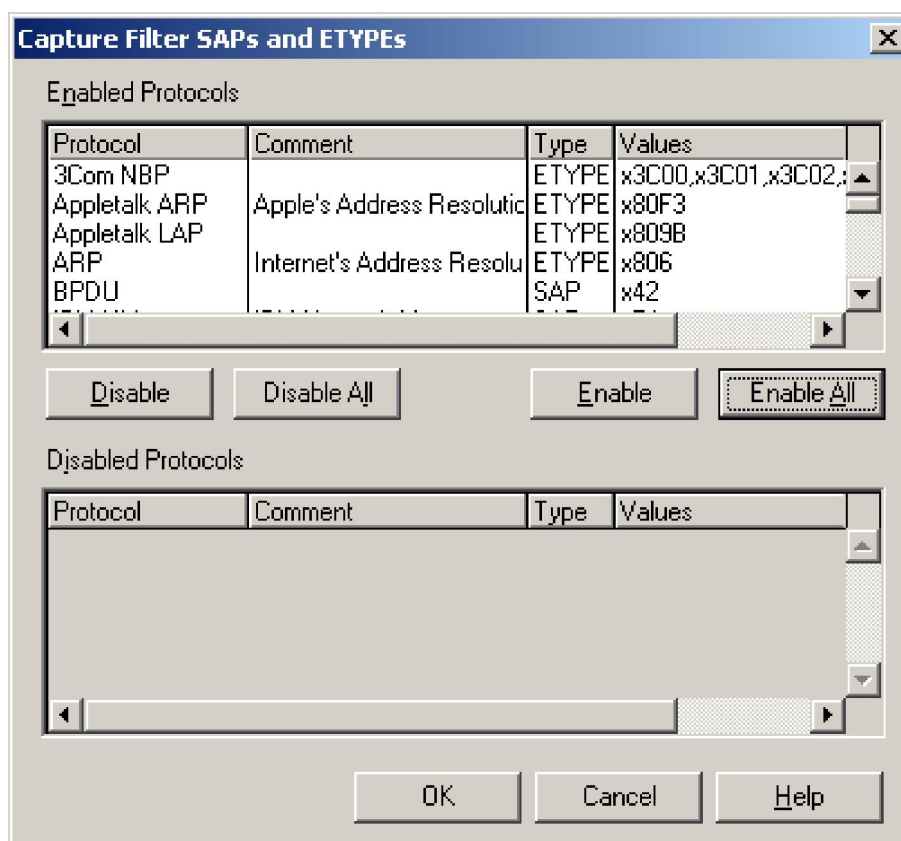 Capture Filter SAPs and ETYPEs
Enabled Protocols
Protocol Comment Type Values
3Com NBP ETYPE x3C00,x3C01,x3C02,
Appletalk ARP Apple's Address Resolutic ETYPE x80F3
Appletalk LAP ETYPE x809B
ARP Internet's Address Resolu ETYPE x806
BPDU SAP x42
Disable Disable All Enable Enable All
Disabled Protocols
Protocol Comment Type Values
OK Cancel Help